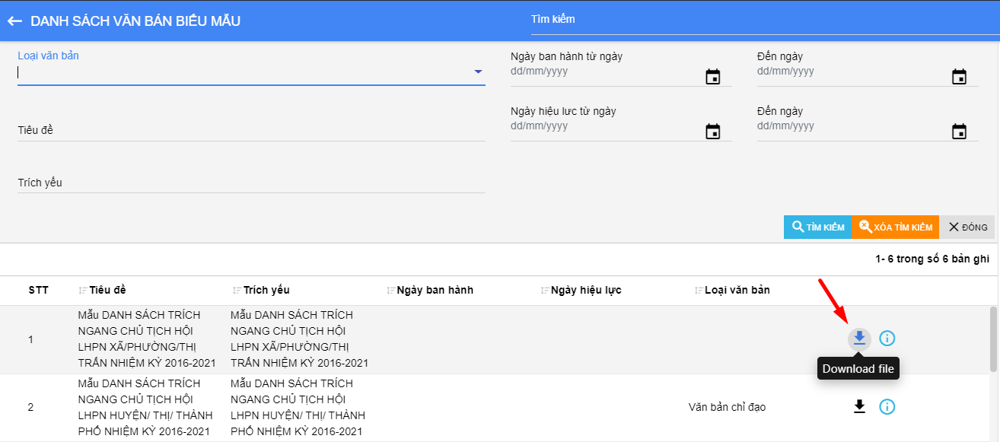 DANH SÁCH VĂN BẢN BIỂU MẪU
Tìm kiếm
Loại văn bản
Ngày ban hành từ ngày
Đến ngày
dd/mm/yyyy
dd/mm/yyyy
Ngày hiệu lưc từ ngày
Đến ngày
dd/mm/yyyy
dd/mm/yyyy
Tiêu đề
Trích yếu
TÌM KIẾM
XÓA TÌM KIẾM
ĐÓNG
1- 6 trong số 6 bản ghi
STT Tiêu đề Trích yếu Ngày ban hành Ngày hiệu lực Loại văn bản
1
Mẫu DANH SÁCH TRÍCH
NGANG CHỦ TỊCH HỘI
LHPN XÃ/PHƯỜNG/THỊ
TRẤN NHIỆM KỲ 2016-2021
Mẫu DANH SÁCH TRÍCH
NGANG CHỦ TỊCH HỘI
LHPN XÃ/PHƯỜNG/THỊ
TRẤN NHIỆM KỲ 2016-2021
Download file
2
Mẫu DANH SÁCH TRÍCH
NGANG CHỦ TỊCH HỘI
LHPN HUYỆN/ THỊ/ THÀNH
PHỐ NHIỆM KỲ 2016-2021
Mẫu DANH SÁCH TRÍCH
NGANG CHỦ TỊCH HỘI
LHPN HUYỆN/ THỊ/ THÀNH
PHỐ NHIỆM KỲ 2016-2021
Văn bản chỉ đạo